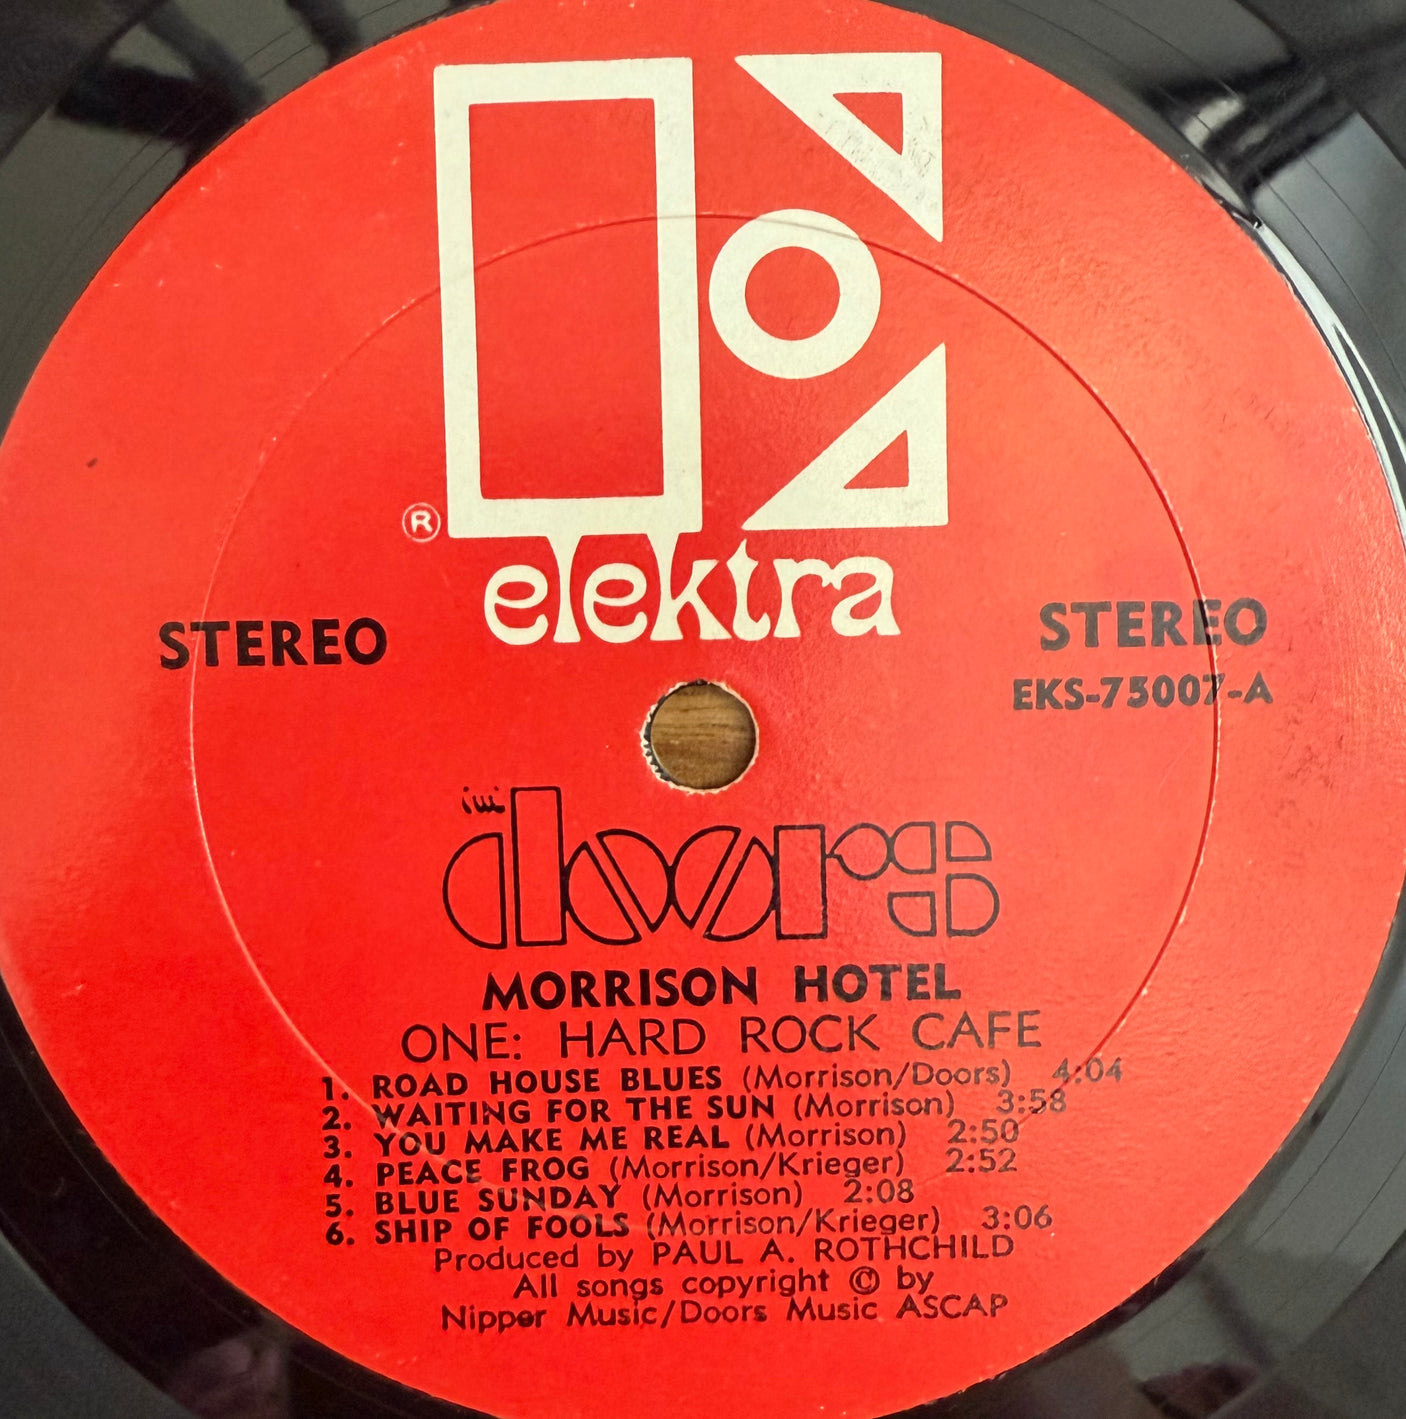 ®
elektra
STEREO
STEREO
EKS-75007-A
the doors
MORRISON HOTEL
ONE: HARD ROCK CAFE
1. ROAD HOUSE BLUES (Morrison/Doors) 4:04
2. WAITING FOR THE SUN (Morrison) 3:58
3. YOU MAKE ME REAL (Morrison) 2:50
4. PEACE FROG (Morrison/Krieger) 2:52
5. BLUE SUNDAY (Morrison) 2:08
6. SHIP OF FOOLS (Morrison/Krieger) 3:06
Produced by PAUL A. ROTHCHILD
All songs copyright © by
Nipper Music/Doors Music ASCAP